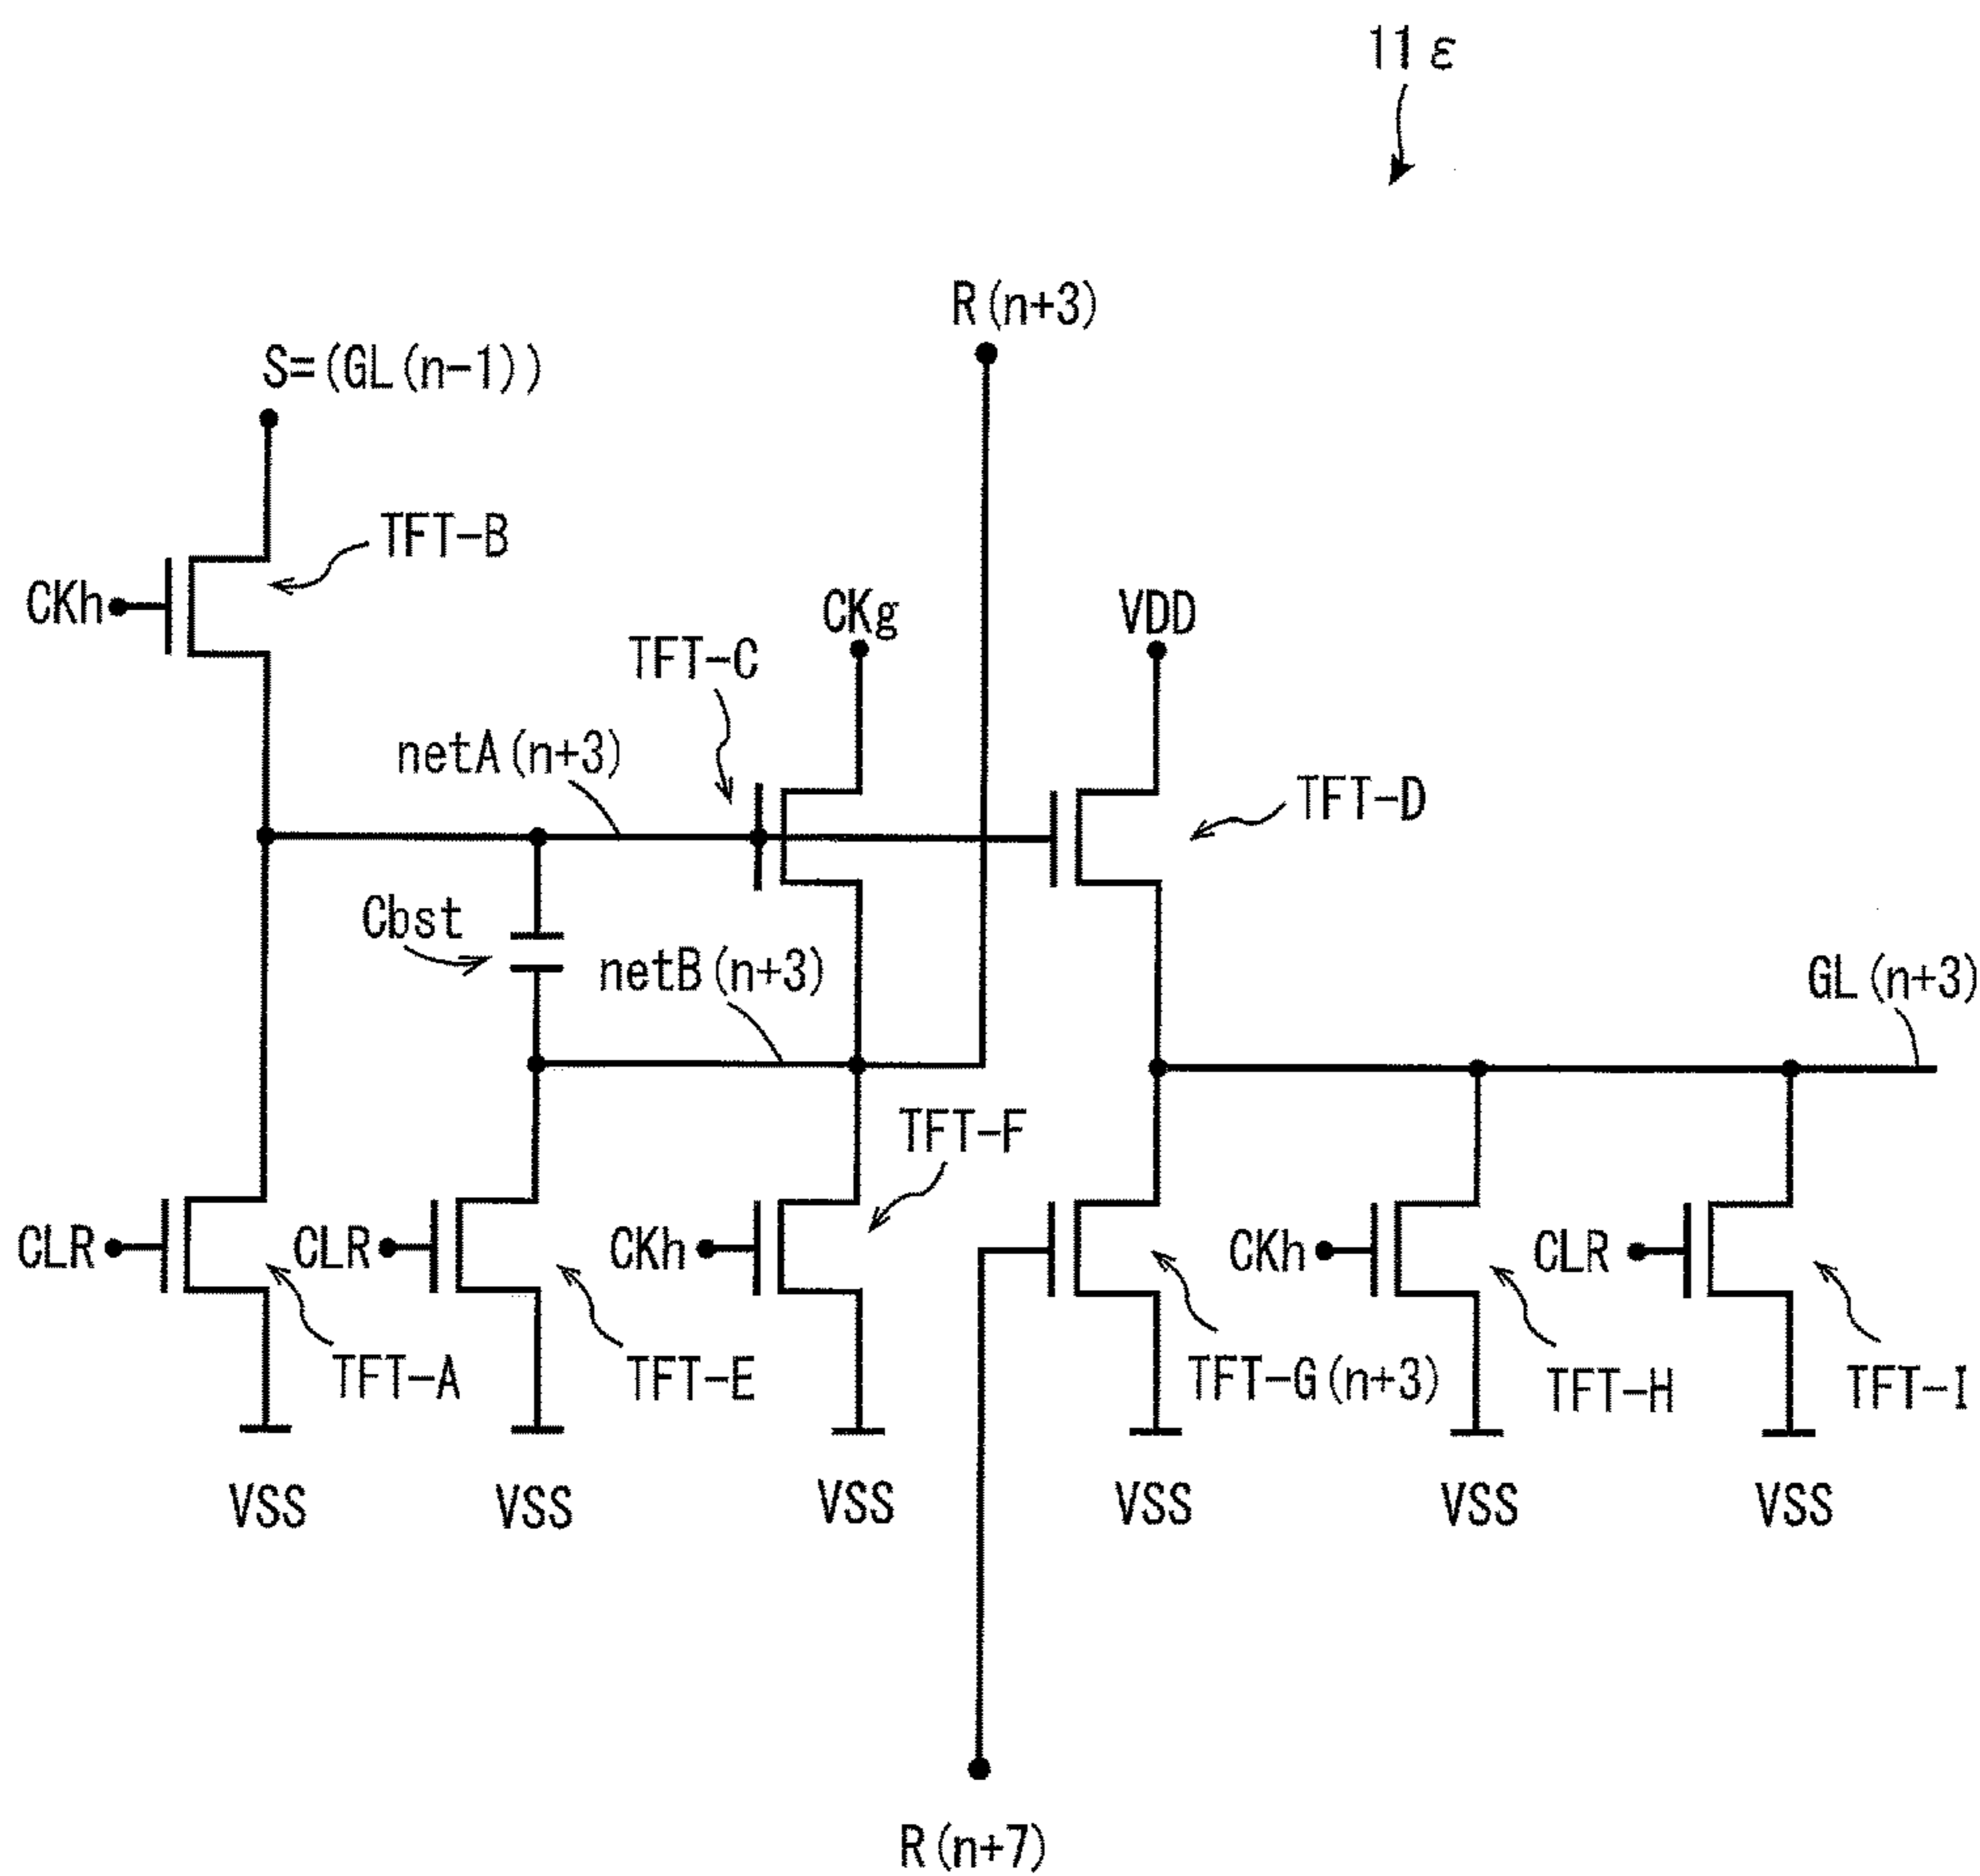 11ε
R(n+3)
S=(GL(n-1))
TFT-B
CKh
CKg
VDD
TFT-C
netA(n+3)
TFT-D
Cbst
netB(n+3)
GL(n+3)
TFT-F
CLR
CLR
CKh
CKh
CLR
TFT-A
TFT-E
TFT-G(n+3)
TFT-H
TFT-I
VSS
VSS
VSS
VSS
VSS
VSS
R(n+7)